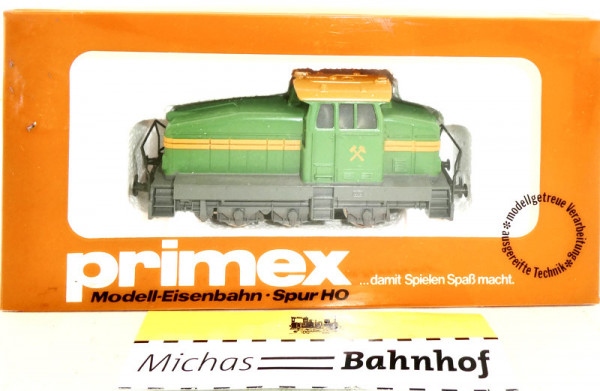 primex
Modell-Eisenbahn · Spur HO
...damit Spielen Spaß macht.
* modellgetreue Verarbeitung * ausgereifte Technik
Michas Bahnhof